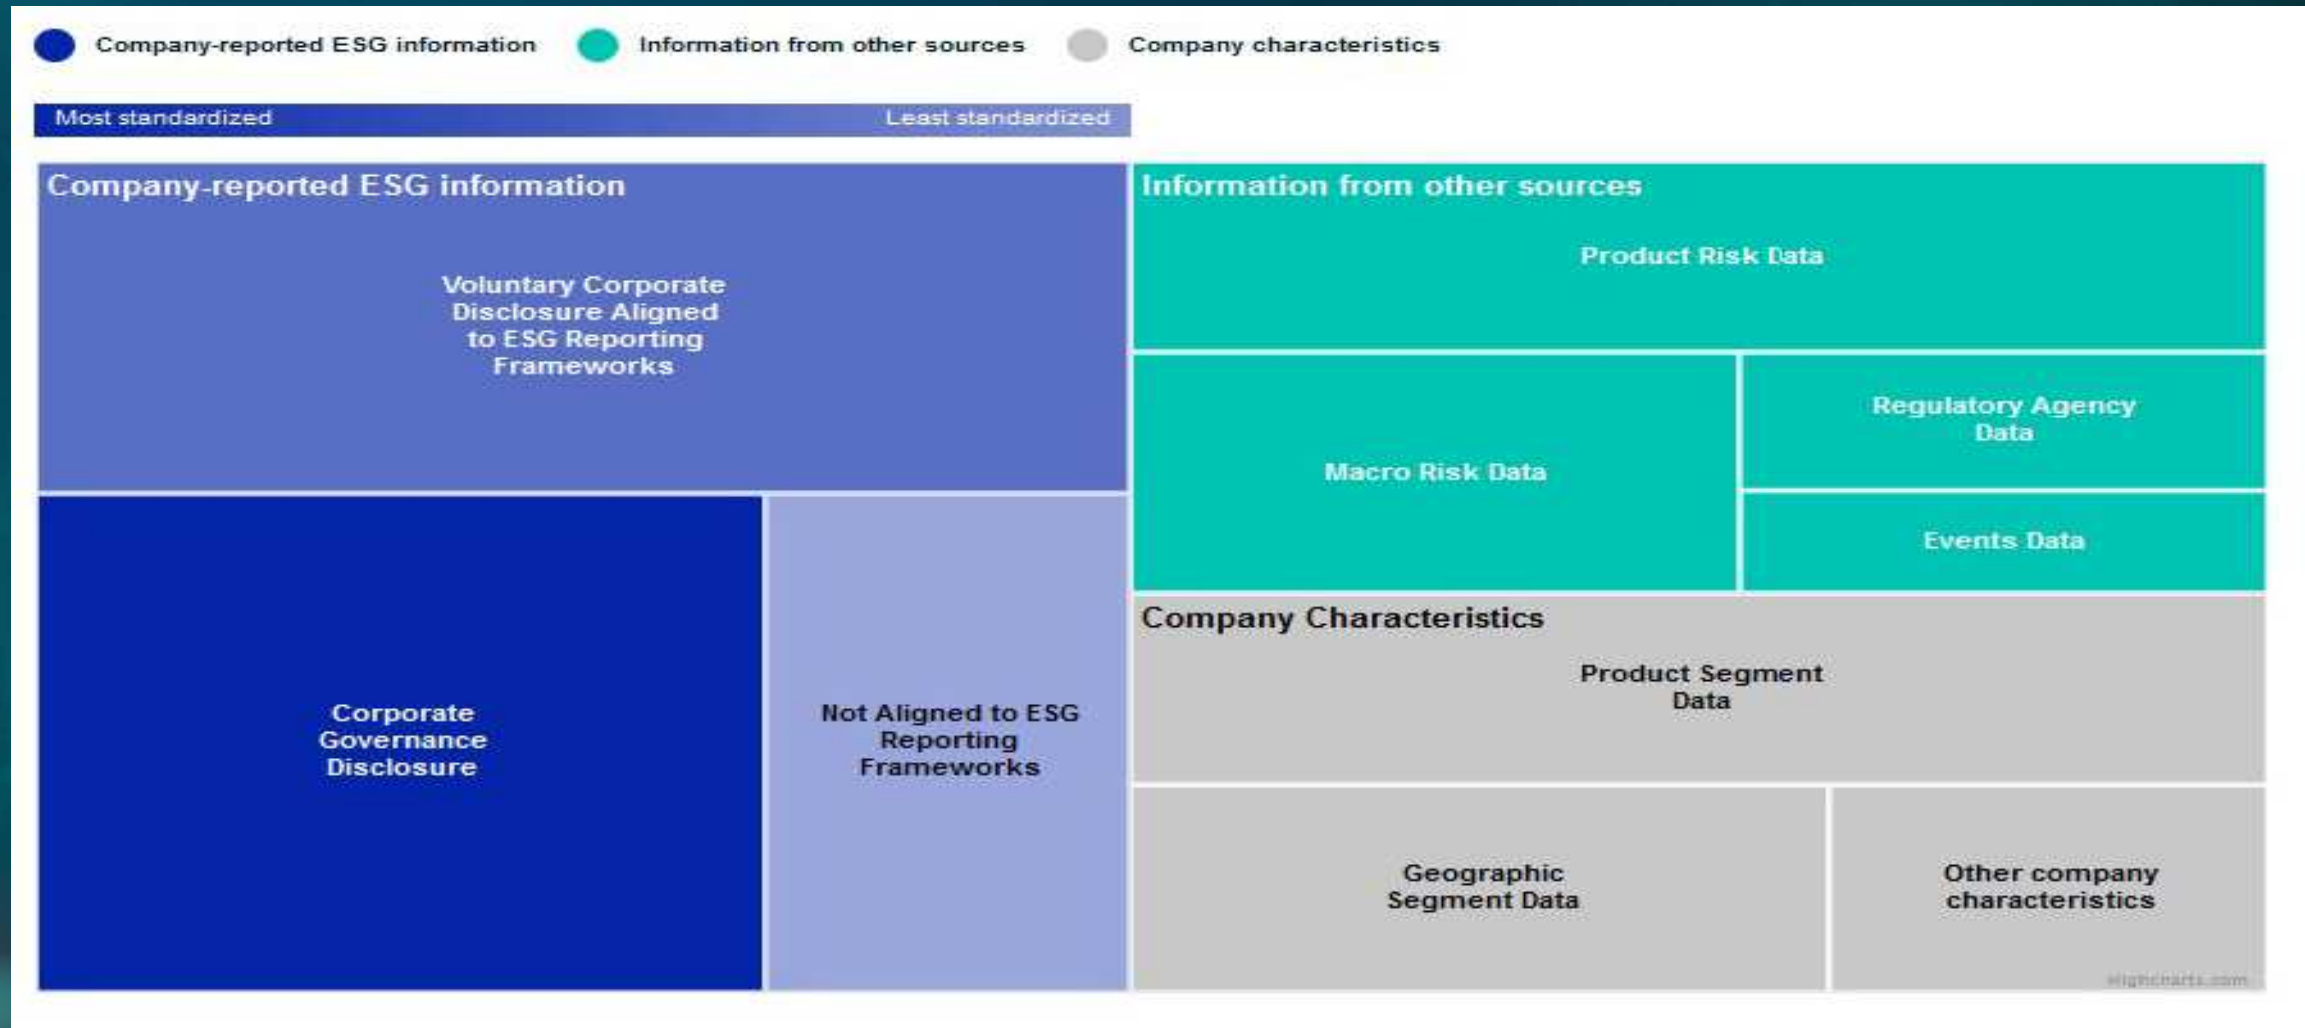 Company-reported ESG information
Information from other sources
Company characteristics
Most standardized
Least standardized
Company-reported ESG information
Voluntary Corporate
Disclosure Aligned
to ESG Reporting
Frameworks
Corporate
Governance
Disclosure
Not Aligned to ESG
Reporting
Frameworks
Information from other sources
Product Risk Data
Macro Risk Data
Regulatory Agency
Data
Events Data
Company Characteristics
Product Segment
Data
Geographic
Segment Data
Other company
characteristics
Highcharts.com